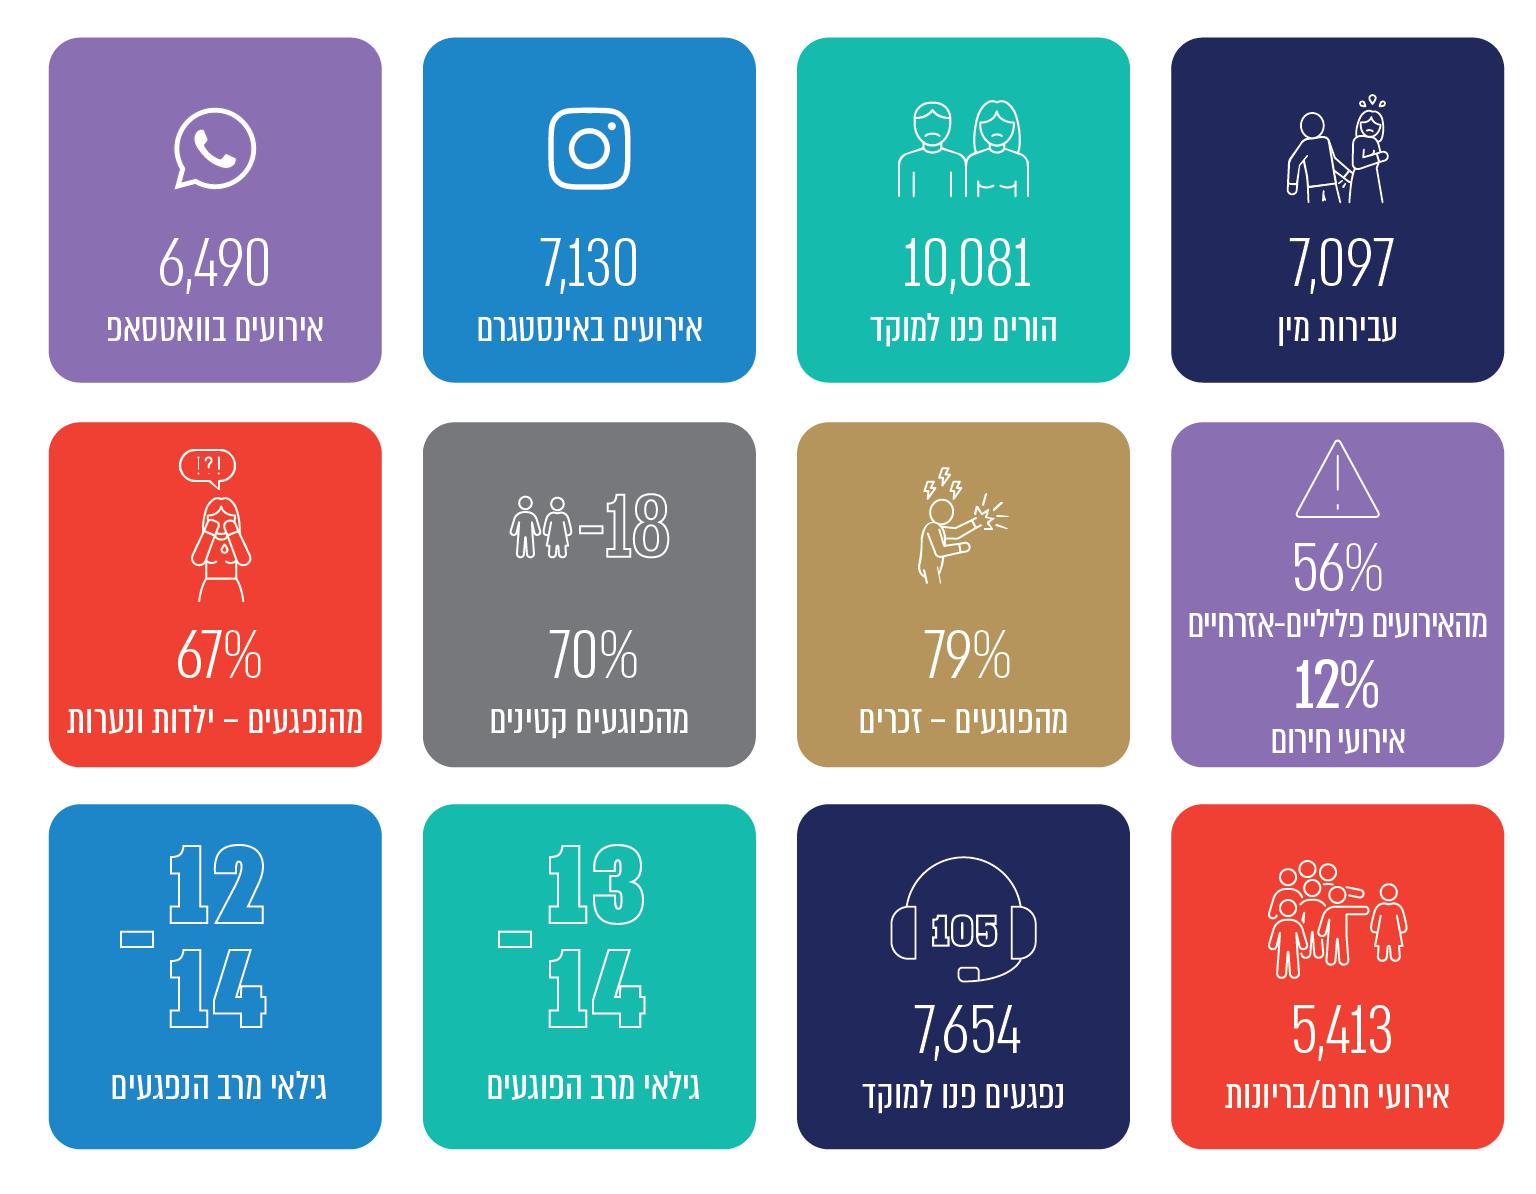 7,097
עבירות מין
10,081
הורים פנו למוקד
7,130
אירועים באינסטגרם
6,490
אירועים בוואטסאפ
56%
מהאירועים פליליים-אזרחיים
12%
אירועי חירום
79%
מהפוגעים – זכרים
-18
70%
מהפוגעים קטינים
!?!
67%
מהנפגעים – ילדות ונערות
5,413
אירועי חרם/בריונות
105
7,654
נפגעים פנו למוקד
13
-
14
גילאי מרב הפוגעים
12
-
14
גילאי מרב הנפגעים